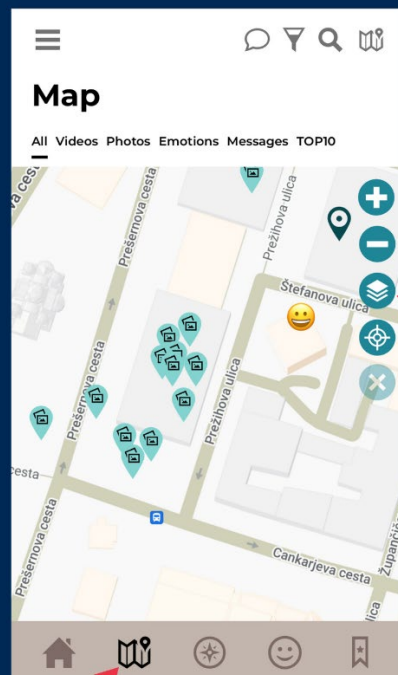 Map
All Videos Photos Emotions Messages TOP10
Prešernova cesta
Prežihova ulica
Štefanova ulica
Prešernova cesta
Prežihova ulica
cesta
Prešernova cesta
Cankarjeva cesta